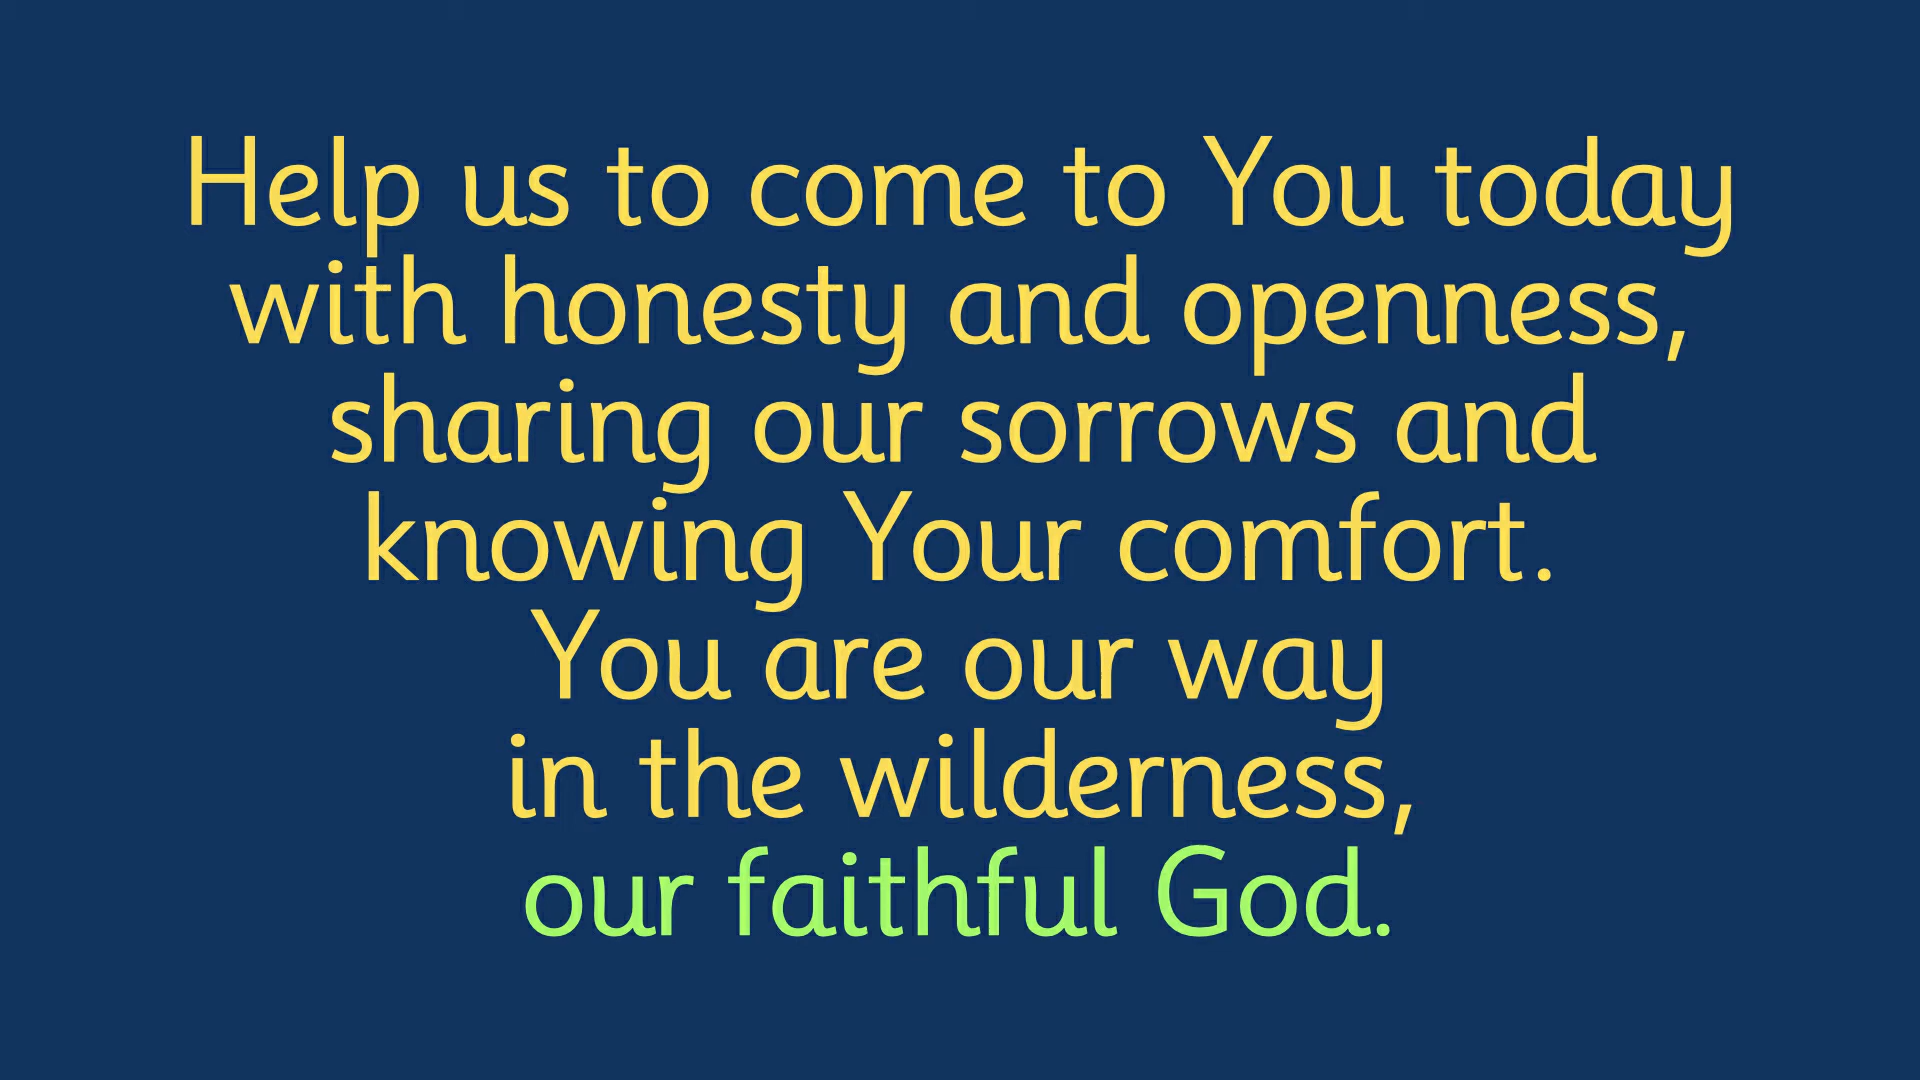 Help us to come to You today
with honesty and openness,
sharing our sorrows and
knowing Your comfort.
You are our way
in the wilderness,
our faithful God.